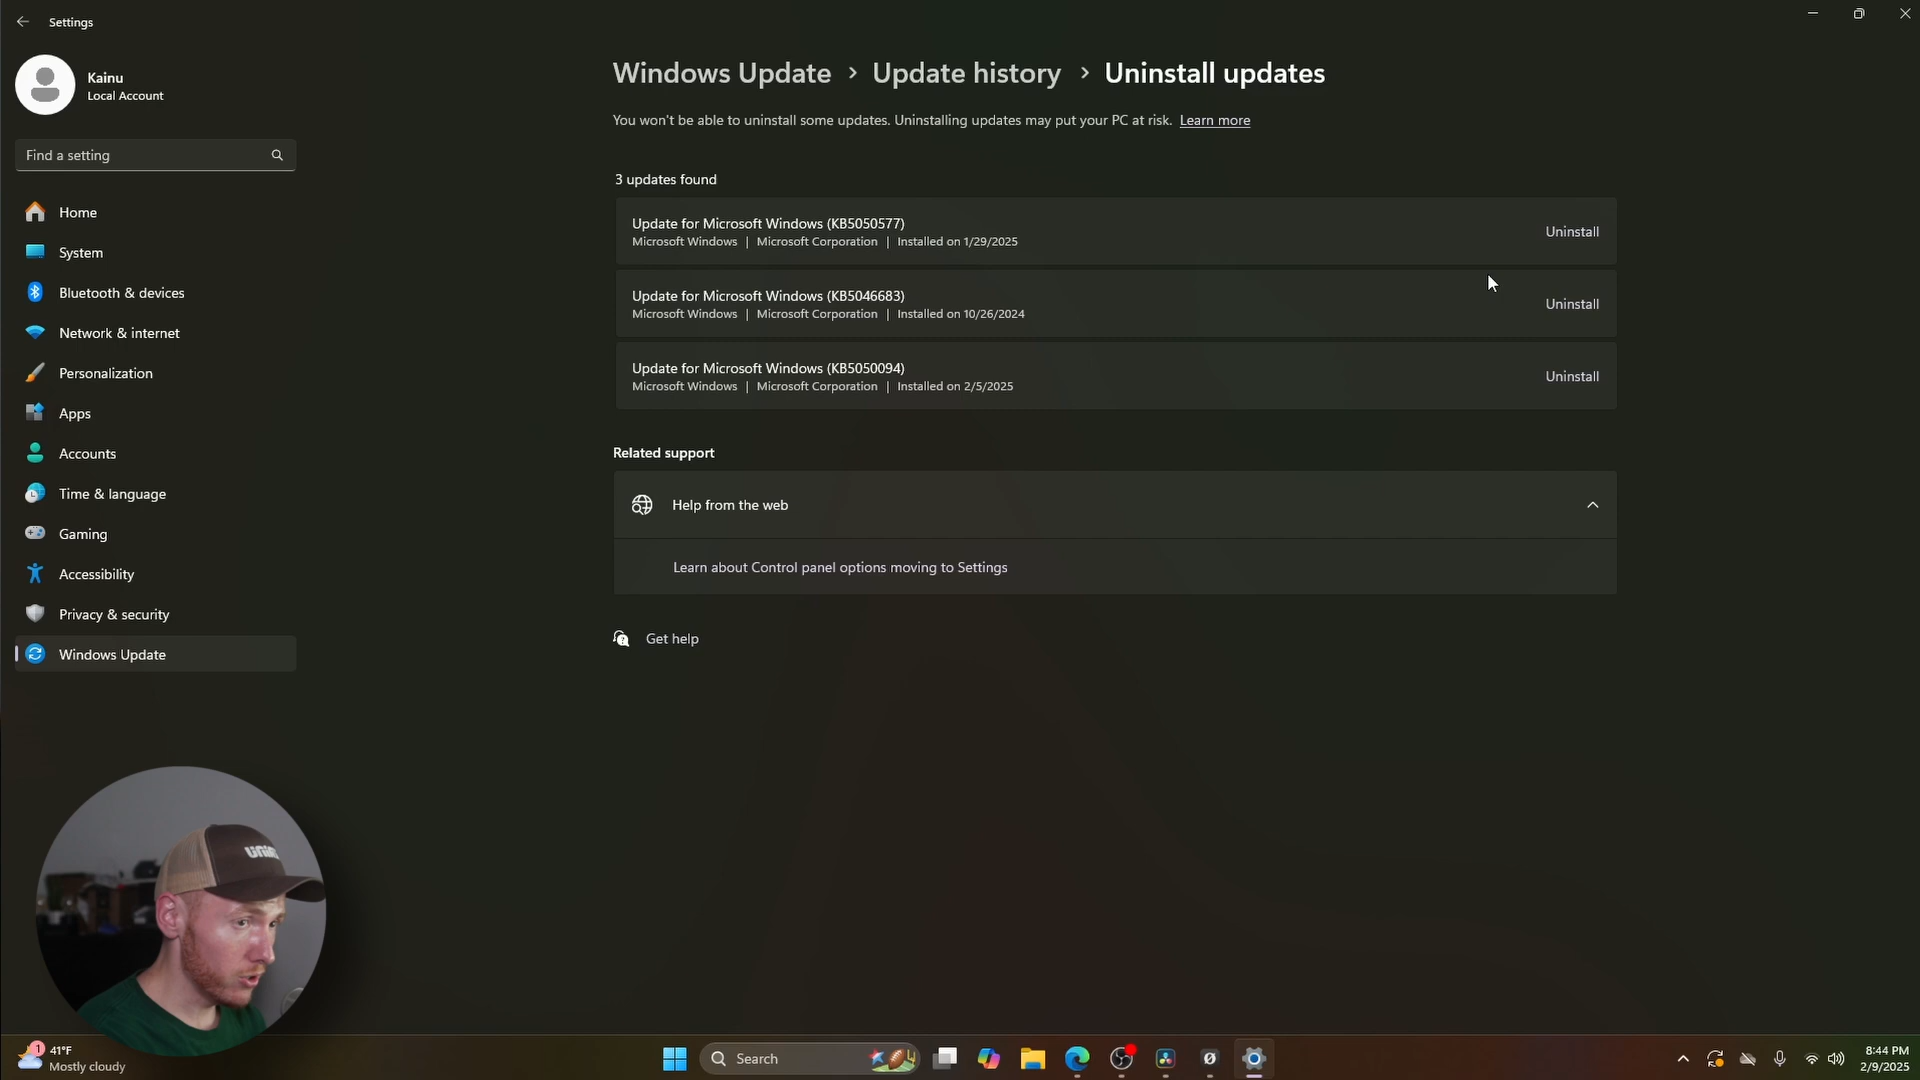 Settings
Kainu
Local Account
Find a setting
Home
System
Bluetooth & devices
Network & internet
Personalization
Apps
Accounts
Time & language
Gaming
Accessibility
Privacy & security
Windows Update
Windows Update > Update history > Uninstall updates
You won't be able to uninstall some updates. Uninstalling updates may put your PC at risk. Learn more
3 updates found
Update for Microsoft Windows (KB5050577)
Microsoft Windows | Microsoft Corporation | Installed on 1/29/2025
Uninstall
Update for Microsoft Windows (KB5046683)
Microsoft Windows | Microsoft Corporation | Installed on 10/26/2024
Uninstall
Update for Microsoft Windows (KB5050094)
Microsoft Windows | Microsoft Corporation | Installed on 2/5/2025
Uninstall
Related support
Help from the web
Learn about Control panel options moving to Settings
Get help
1
41°F
Mostly cloudy
Search
8:44 PM
2/9/2025